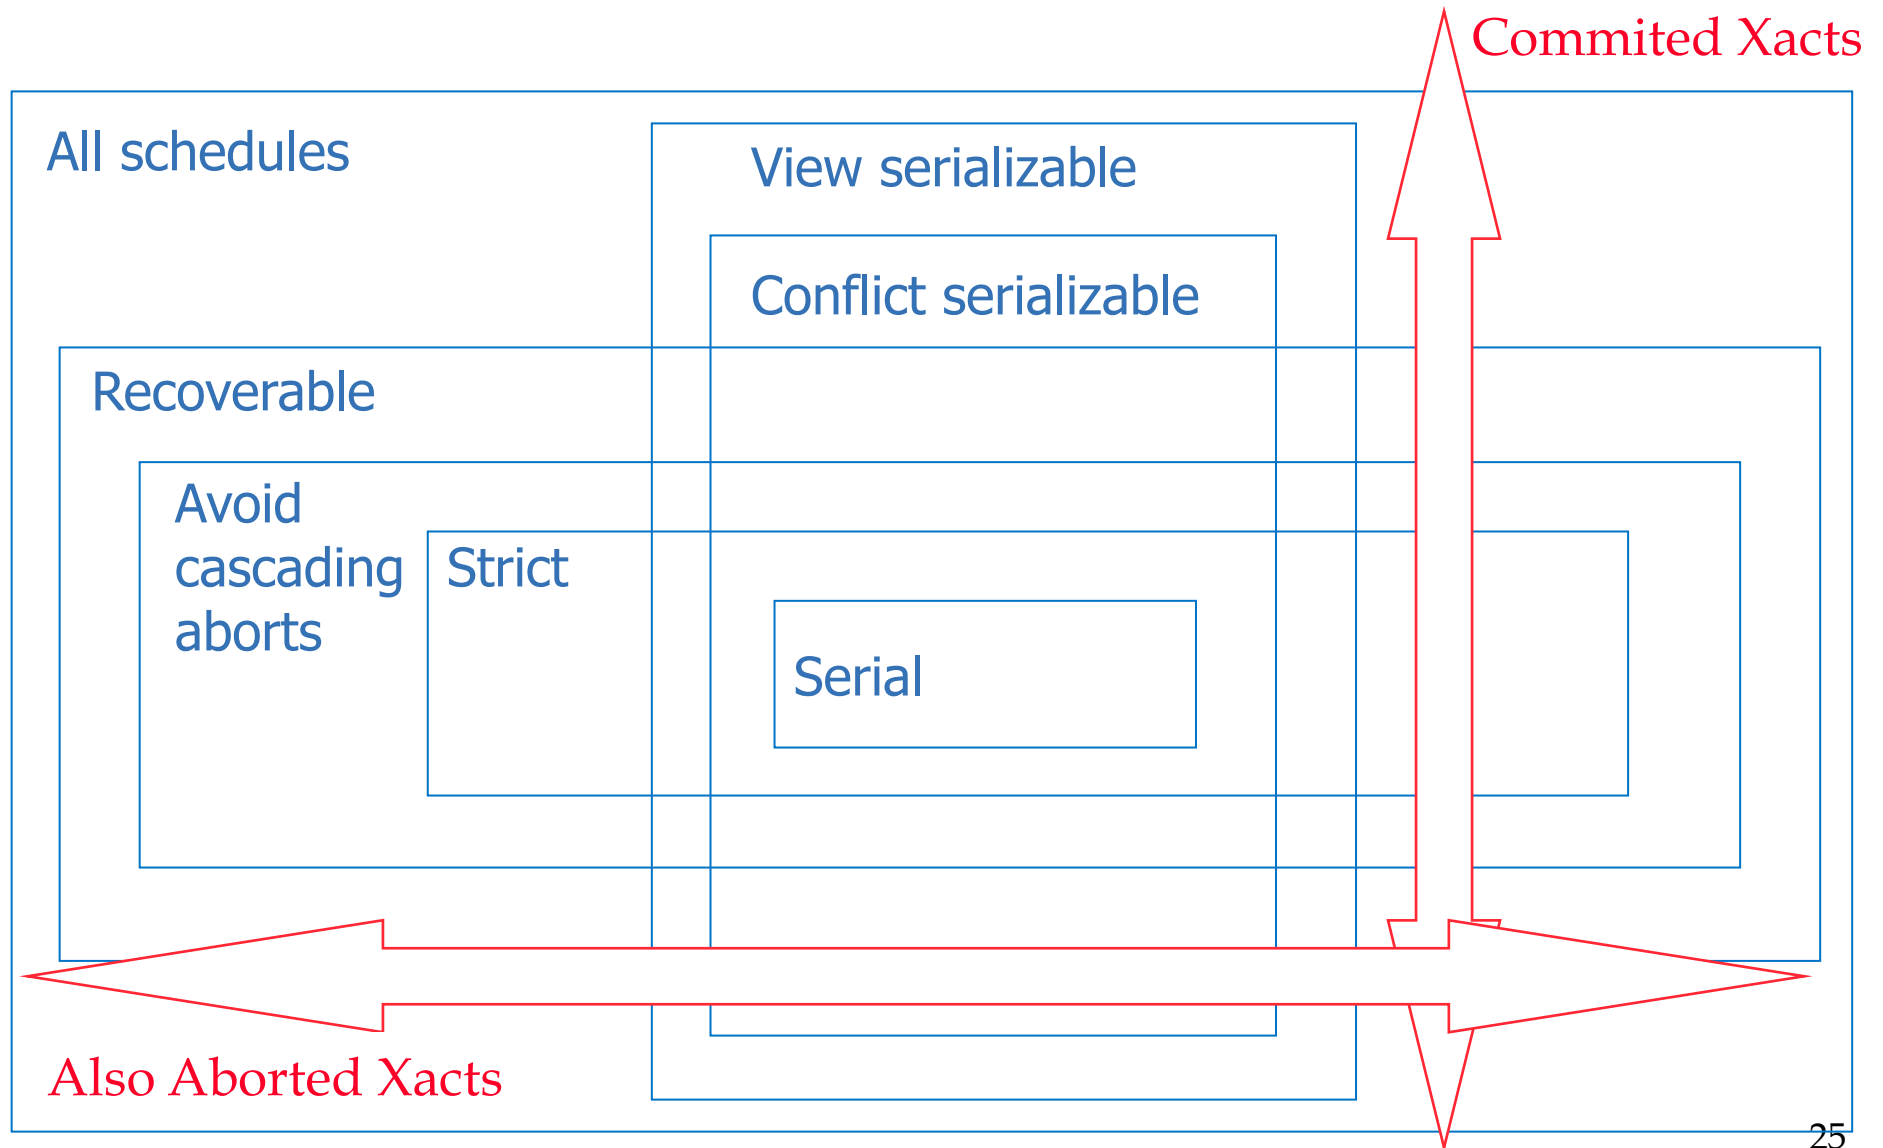 Commited Xacts
All schedules
View serializable
Conflict serializable
Recoverable
Avoid
cascading
aborts
Strict
Serial
Also Aborted Xacts
25